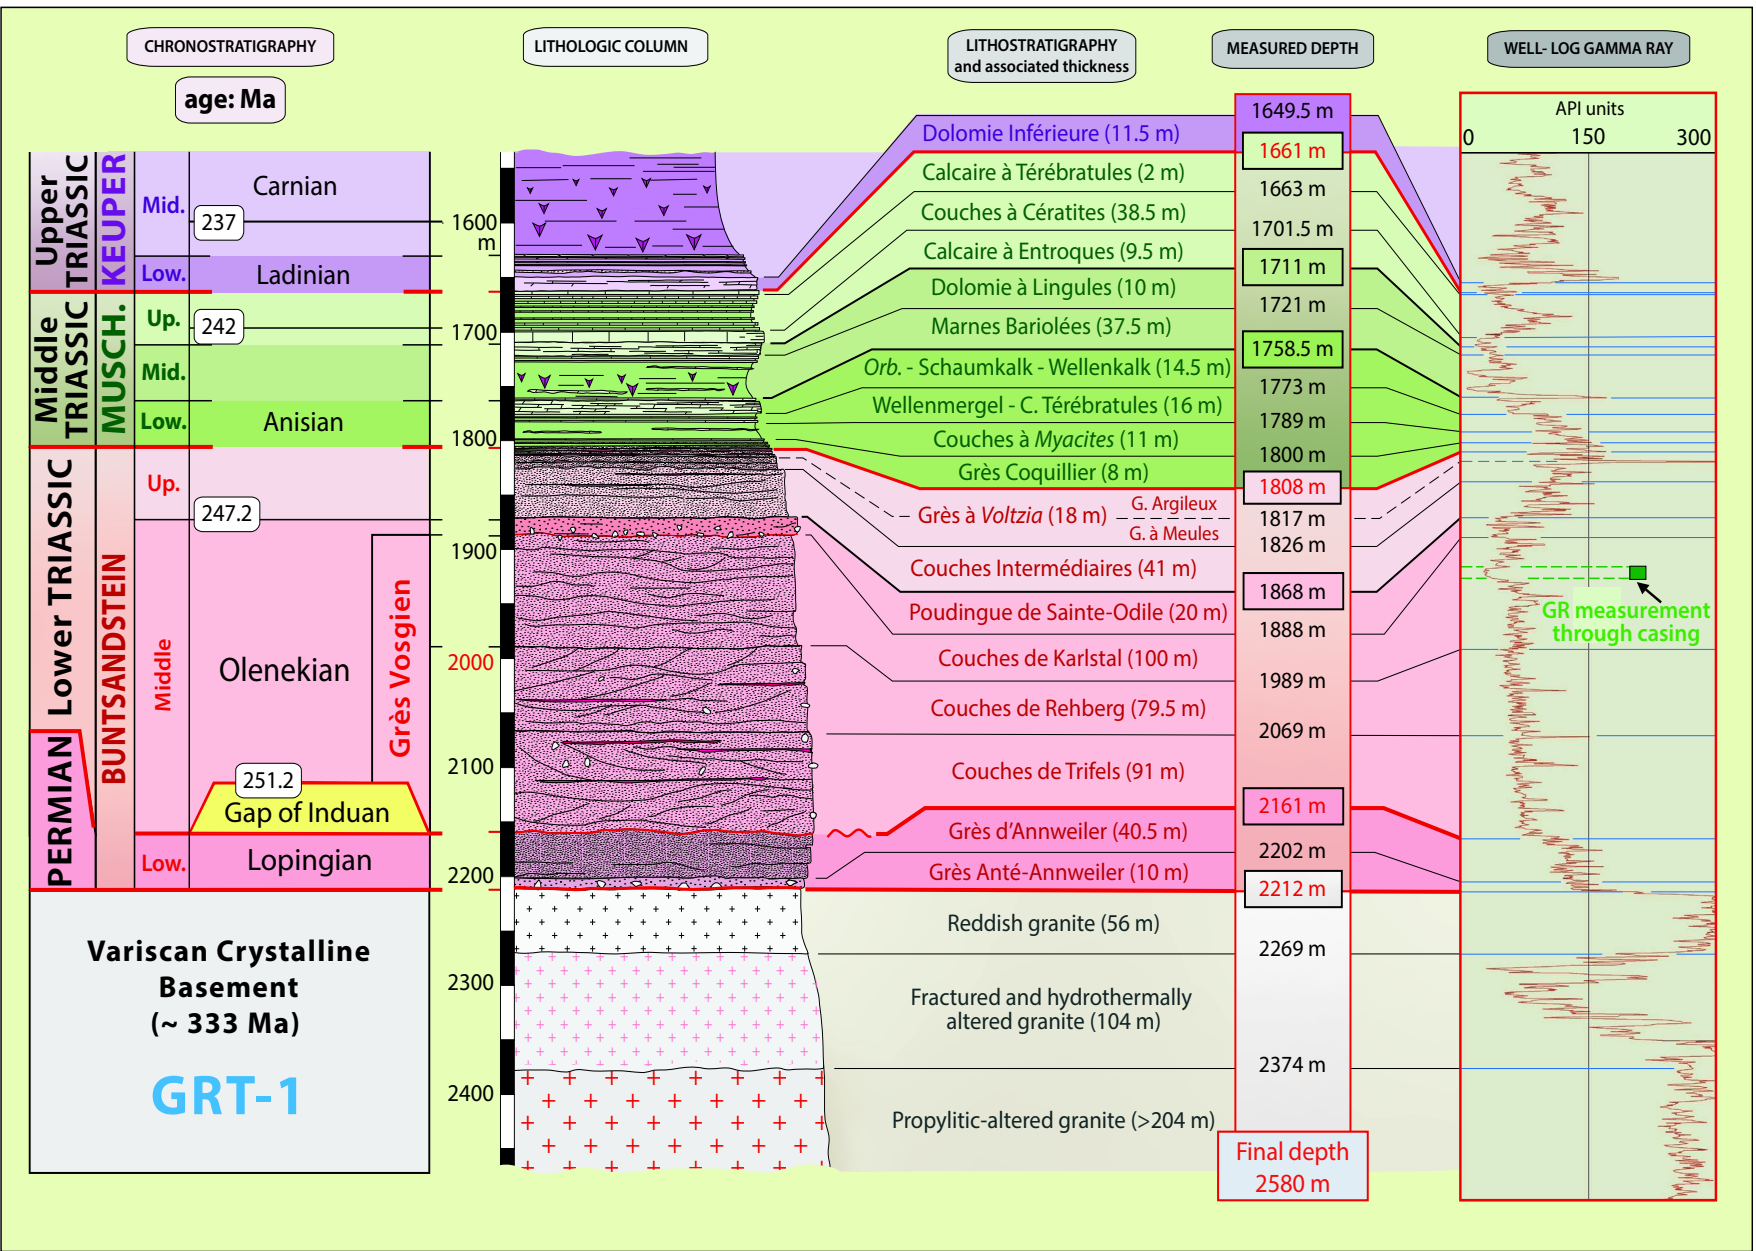 CHRONOSTRATIGRAPHY
age: Ma
LITHOLOGIC COLUMN
LITHOSTRATIGRAPHY
and associated thickness
MEASURED DEPTH
WELL- LOG GAMMA RAY
Upper
TRIASSIC
KEUPER
Mid.
Carnian
237
Low.
Ladinian
Middle
TRIASSIC
MUSCH.
Up.
242
Mid.
Low.
Anisian
Lower TRIASSIC
BUNTSANDSTEIN
Up.
247.2
Middle
Olenekian
Grès Vosgien
251.2
Gap of Induan
PERMIAN
Low.
Lopingian
Variscan Crystalline
Basement
(~ 333 Ma)
GRT-1
1600
m
1700
1800
1900
2000
2100
2200
2300
2400
Dolomie Inférieure (11.5 m)
Calcaire à Térébratules (2 m)
Couches à Cératites (38.5 m)
Calcaire à Entroques (9.5 m)
Dolomie à Lingules (10 m)
Marnes Bariolées (37.5 m)
Orb. - Schaumkalk - Wellenkalk (14.5 m)
Wellenmergel - C. Térébratules (16 m)
Couches à Myacites (11 m)
Grès Coquillier (8 m)
Grès à Voltzia (18 m)
G. Argileux
G. à Meules
Couches Intermédiaires (41 m)
Poudingue de Sainte-Odile (20 m)
Couches de Karlstal (100 m)
Couches de Rehberg (79.5 m)
Couches de Trifels (91 m)
Grès d’Annweiler (40.5 m)
Grès Anté-Annweiler (10 m)
Reddish granite (56 m)
Fractured and hydrothermally
altered granite (104 m)
Propylitic-altered granite (>204 m)
1649.5 m
1661 m
1663 m
1701.5 m
1711 m
1721 m
1758.5 m
1773 m
1789 m
1800 m
1808 m
1817 m
1826 m
1868 m
1888 m
1989 m
2069 m
2161 m
2202 m
2212 m
2269 m
2374 m
Final depth
2580 m
API units
0 150 300
GR measurement
through casing